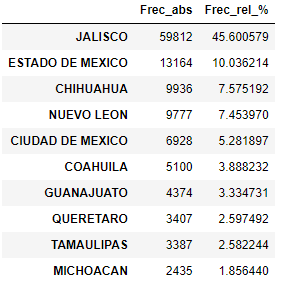 Frec_abs Frec_rel_%
JALISCO 59812 45.600579
ESTADO DE MEXICO 13164 10.036214
CHIHUAHUA 9936 7.575192
NUEVO LEON 9777 7.453970
CIUDAD DE MEXICO 6928 5.281897
COAHUILA 5100 3.888232
GUANAJUATO 4374 3.334731
QUERETARO 3407 2.597492
TAMAULIPAS 3387 2.582244
MICHOACAN 2435 1.856440